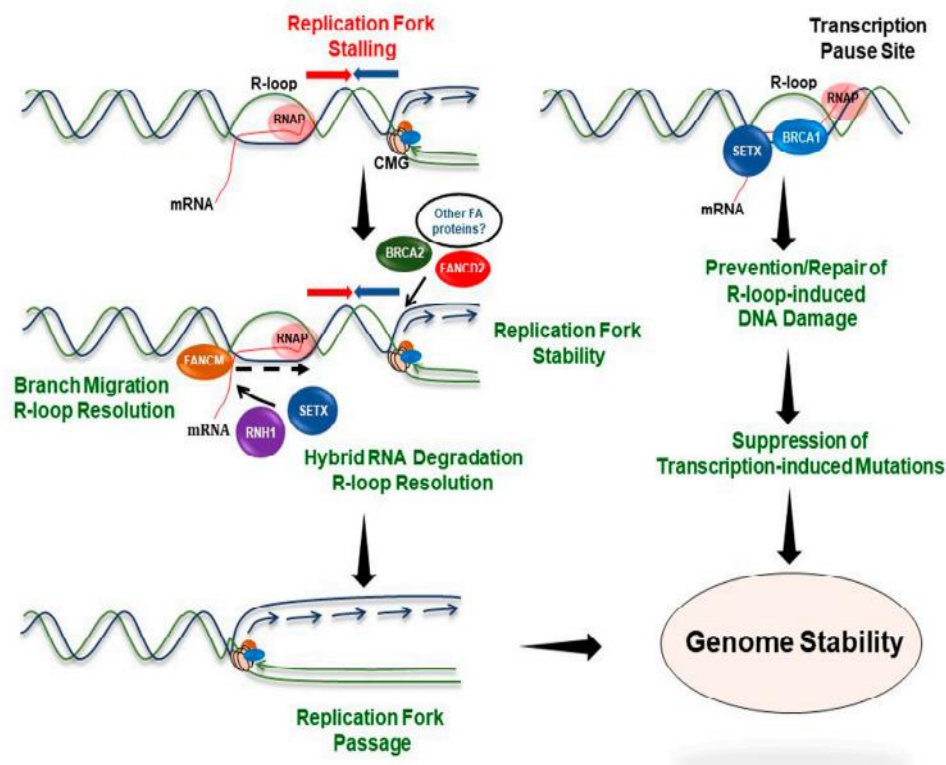 Replication Fork
Stalling
R-loop
RNAP
CMG
mRNA
Other FA
proteins?
BRCA2
FANCD2
Replication Fork
Stability
RNAP
FANCM
Branch Migration
R-loop Resolution
mRNA
RNH1
SETX
Hybrid RNA Degradation
R-loop Resolution
Replication Fork
Passage
Transcription
Pause Site
R-loop
RNAP
SETX
BRCA1
mRNA
Prevention/Repair of
R-loop-induced
DNA Damage
Suppression of
Transcription-induced Mutations
Genome Stability